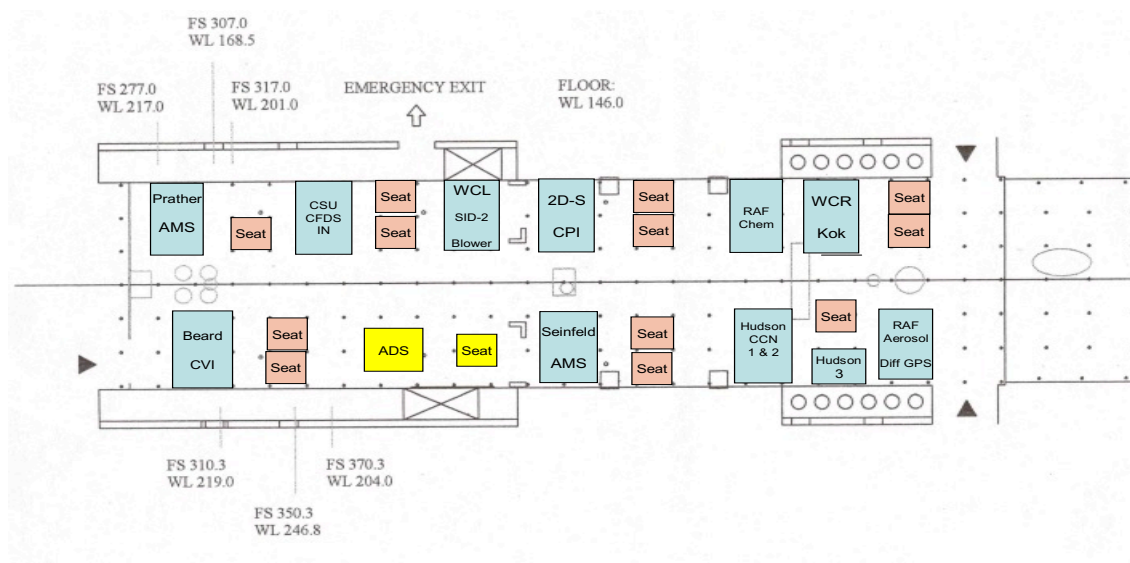 FS 307.0
WL 168.5
FS 277.0
WL 217.0
FS 317.0
WL 201.0
EMERGENCY EXIT
FLOOR:
WL 146.0
Prather
AMS
Seat
CSU
CFDS
IN
Seat
Seat
WCL
SID-2
Blower
2D-S
CPI
Seat
Seat
RAF
Chem
WCR
Kok
Seat
Seat
Beard
CVI
Seat
Seat
ADS
Seat
Seinfeld
AMS
Seat
Seat
Hudson
CCN
1 & 2
Seat
Hudson
3
RAF
Aerosol
Diff GPS
FS 310.3
WL 219.0
FS 370.3
WL 204.0
FS 350.3
WL 246.8